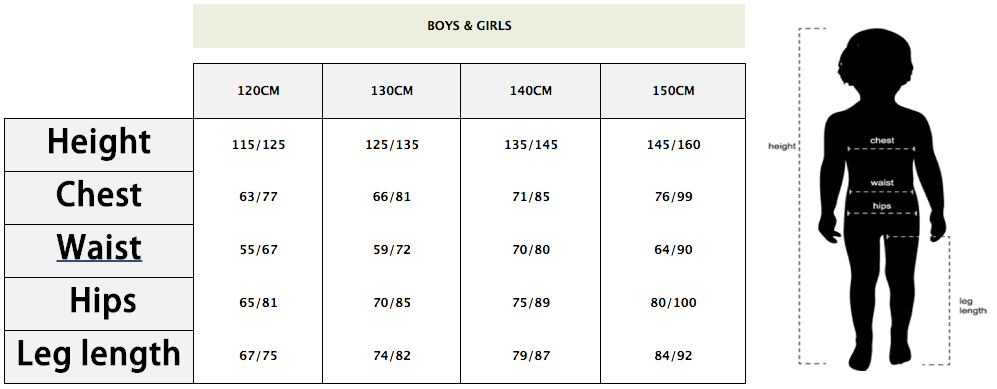 BOYS & GIRLS
120CM 130CM 140CM 150CM
Height 115/125 125/135 135/145 145/160
Chest 63/77 66/81 71/85 76/99
Waist 55/67 59/72 70/80 64/90
Hips 65/81 70/85 75/89 80/100
Leg length 67/75 74/82 79/87 84/92
height
chest
waist
hips
leg
length